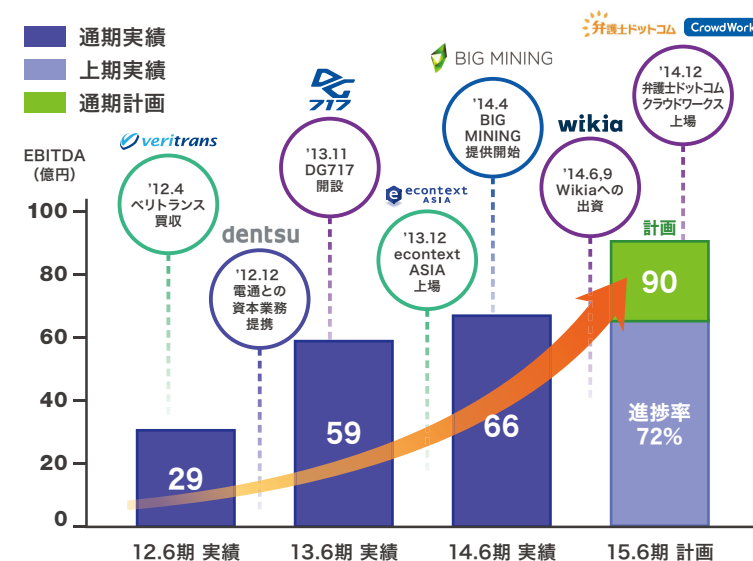 通期実績
上期実績
通期計画
弁護士ドットコム
CrowdWork
BIG MINING
DG
717
veritrans
wikia
econtext
ASIA
dentsu
EBITDA
（億円）
'12.4
ベリトランス
買収
'12.12
電通との
資本業務
提携
'13.11
DG717
開設
'13.12
econtext
ASIA
上場
'14.4
BIG
MINING
提供開始
'14.6,9
Wikiaへの
出資
'14.12
弁護士ドットコム
クラウドワークス
上場
計画
100
80
60
40
20
0
29
59
66
90
進捗率
72%
12.6期 実績
13.6期 実績
14.6期 実績
15.6期 計画